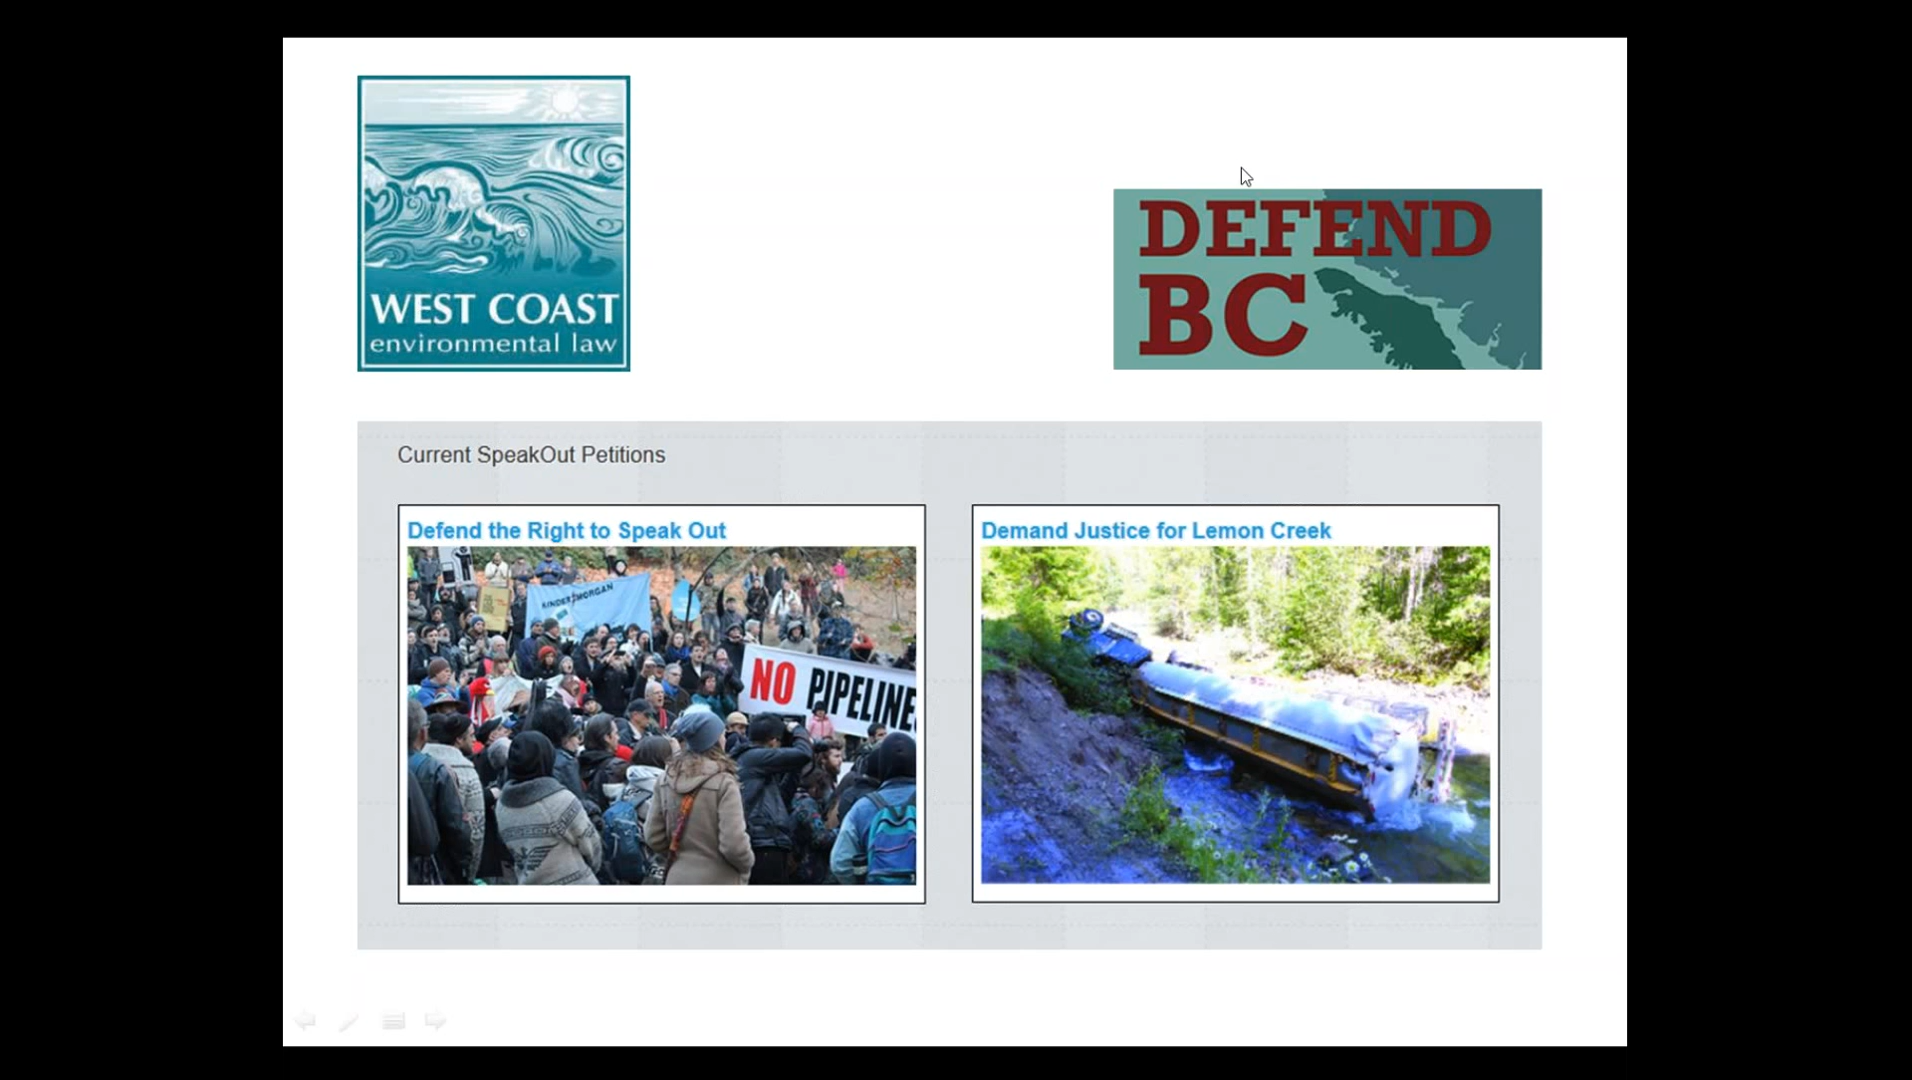 WEST COAST
environmental law
DEFEND
BC
Current SpeakOut Petitions
Defend the Right to Speak Out
Demand Justice for Lemon Creek
KINDER MORGAN
NO PIPELINE